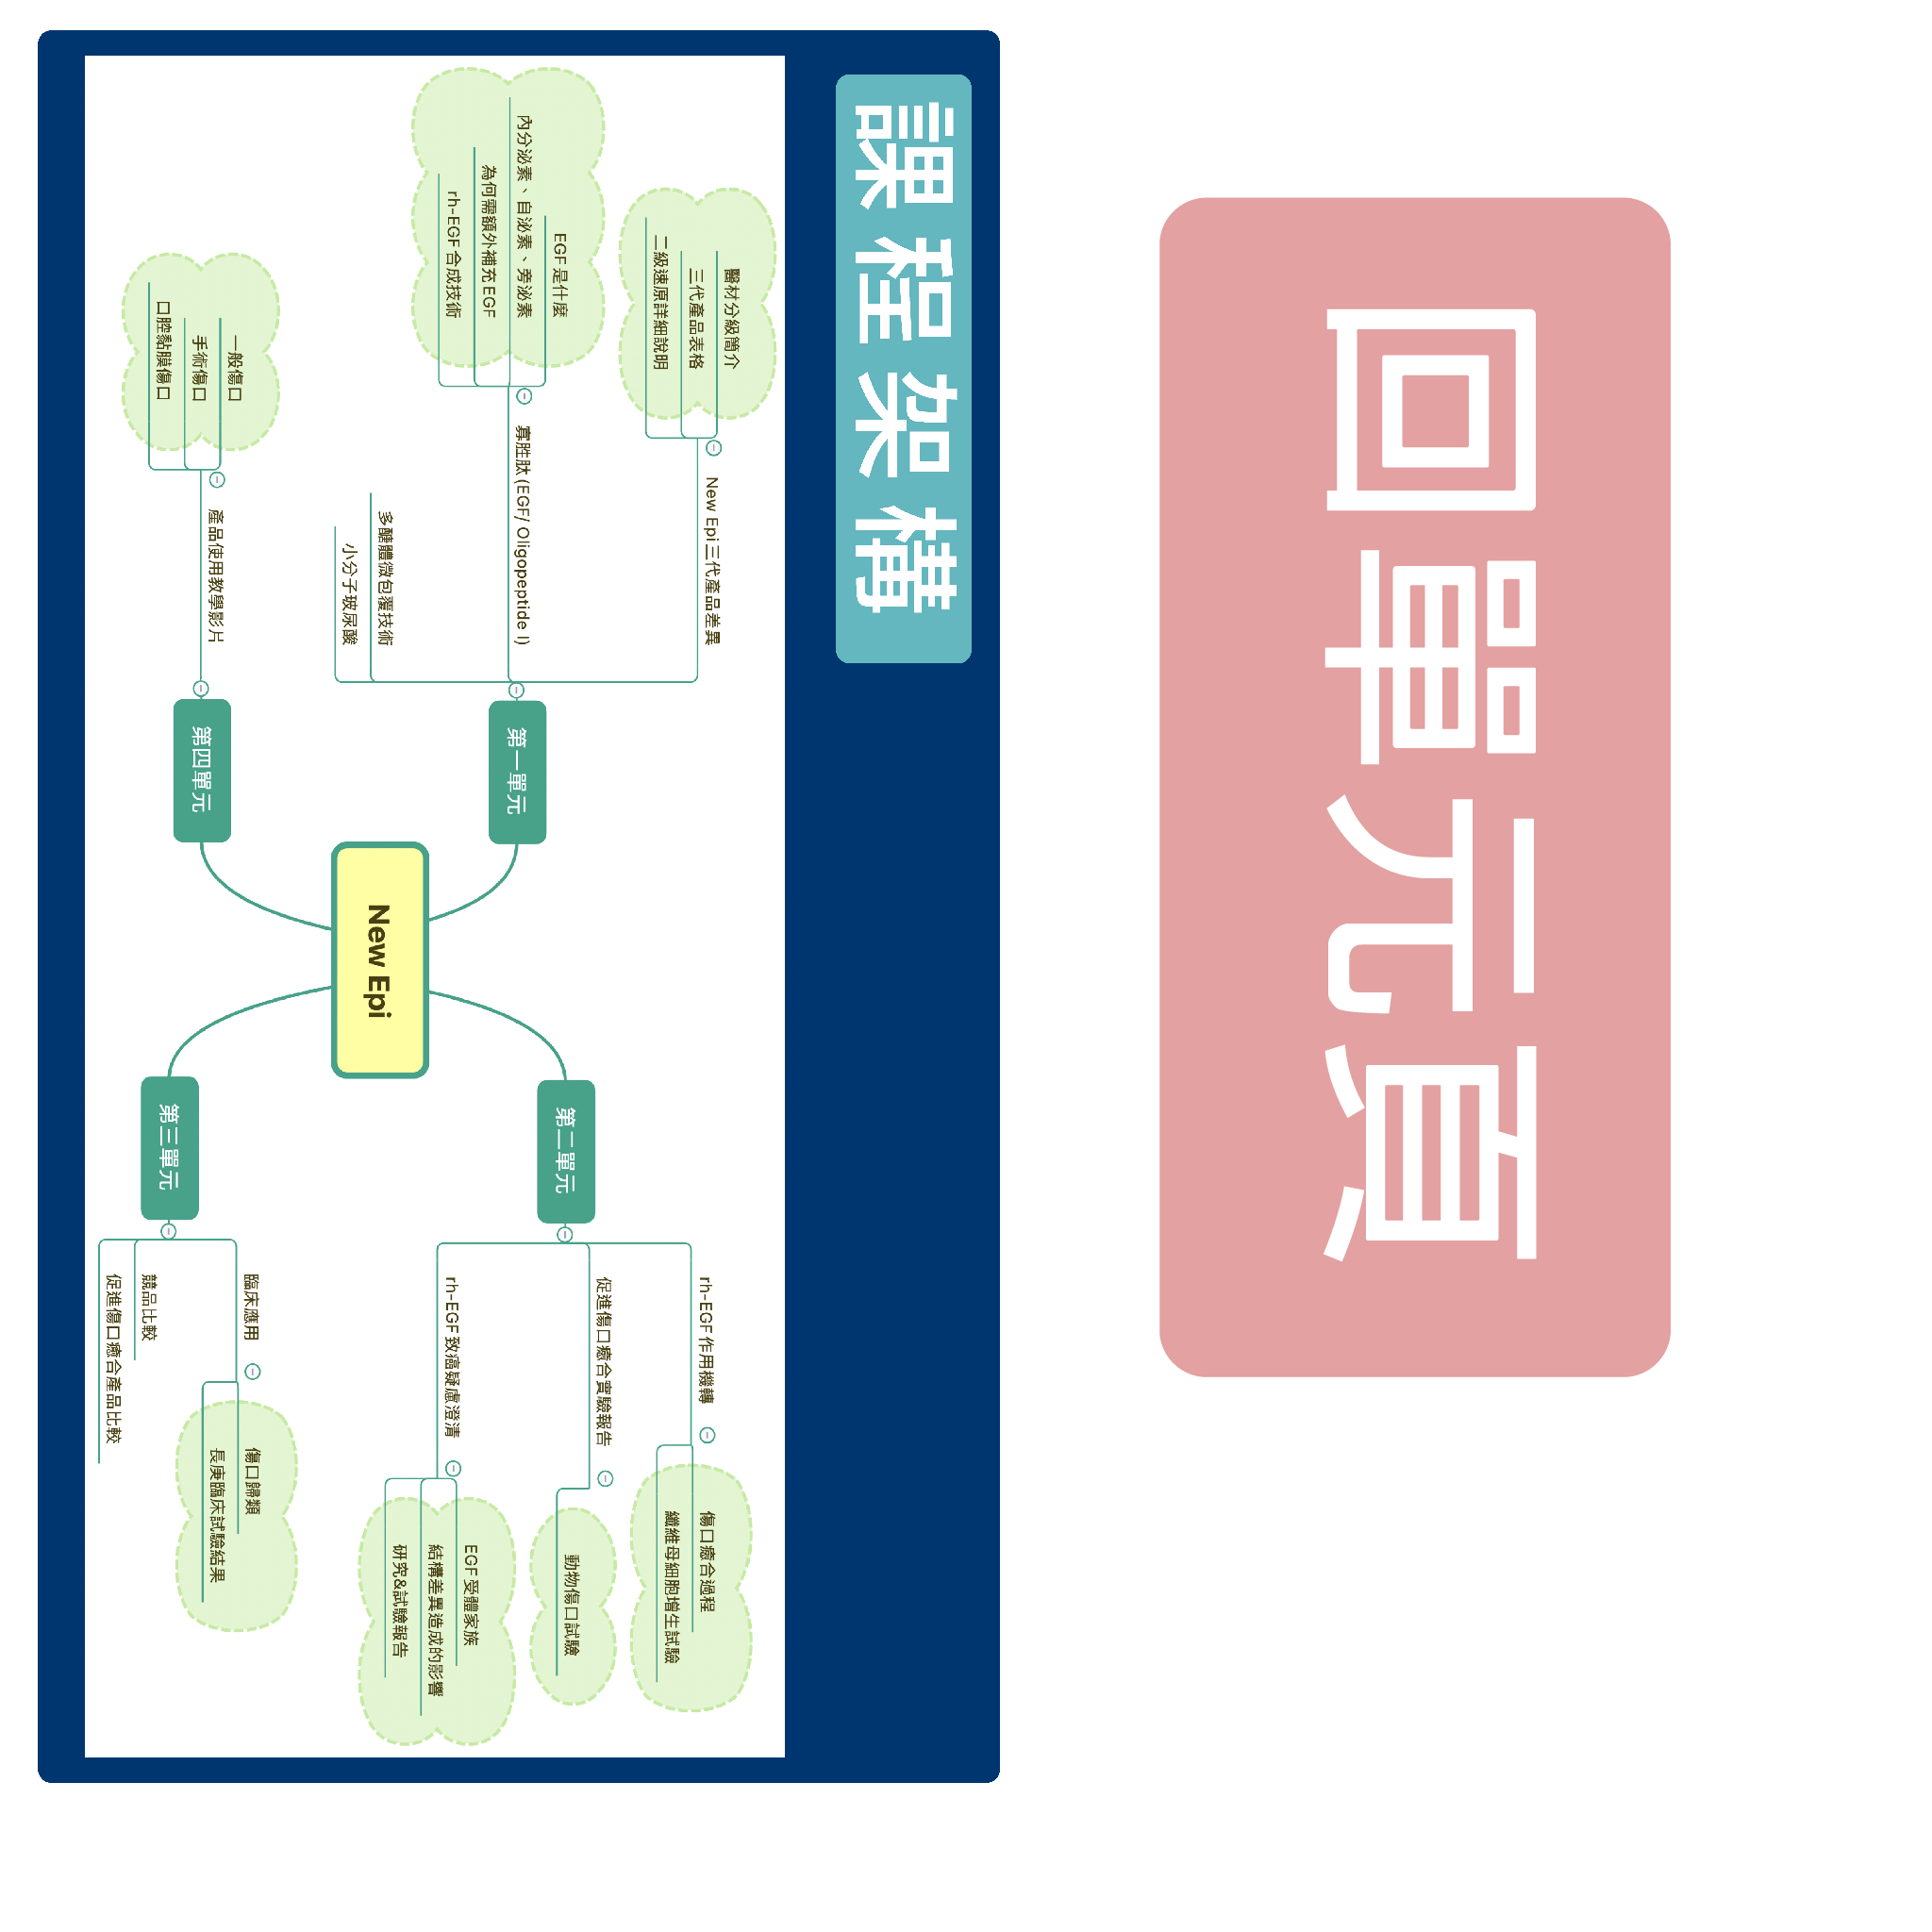 課程架構
New Epi
第一單元
New Epi三代產品差異
醫材分級簡介
三代產品表格
二級速原詳細說明
寡胜肽 (EGF/ Oligopeptide I)
EGF是什麼
內分泌素、自泌素、旁泌素
為何需額外補充EGF
rh-EGF合成技術
多醣體微包覆技術
小分子玻尿酸
第二單元
rh-EGF作用機轉
傷口癒合過程
纖維母細胞增生試驗
促進傷口癒合實驗報告
動物傷口試驗
rh-EGF致癌疑慮澄清
EGF受體家族
結構差異造成的影響
研究&試驗報告
第三單元
臨床應用
傷口歸類
長庚臨床試驗結果
競品比較
促進傷口癒合產品比較
第四單元
產品使用教學影片
一般傷口
手術傷口
口腔黏膜傷口
回單元頁